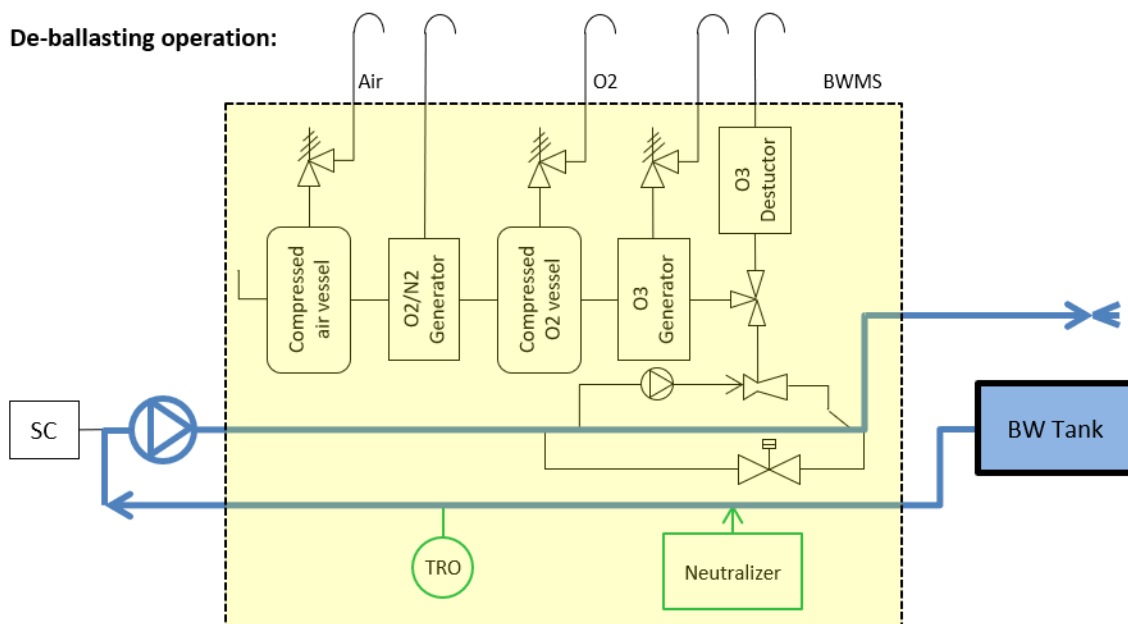 De-ballasting operation:
Air
O2
BWMS
O3
Destuctor
Compressed
air vessel
O2/N2
Generator
Compressed
O2 vessel
O3
Generator
SC
BW Tank
TRO
Neutralizer